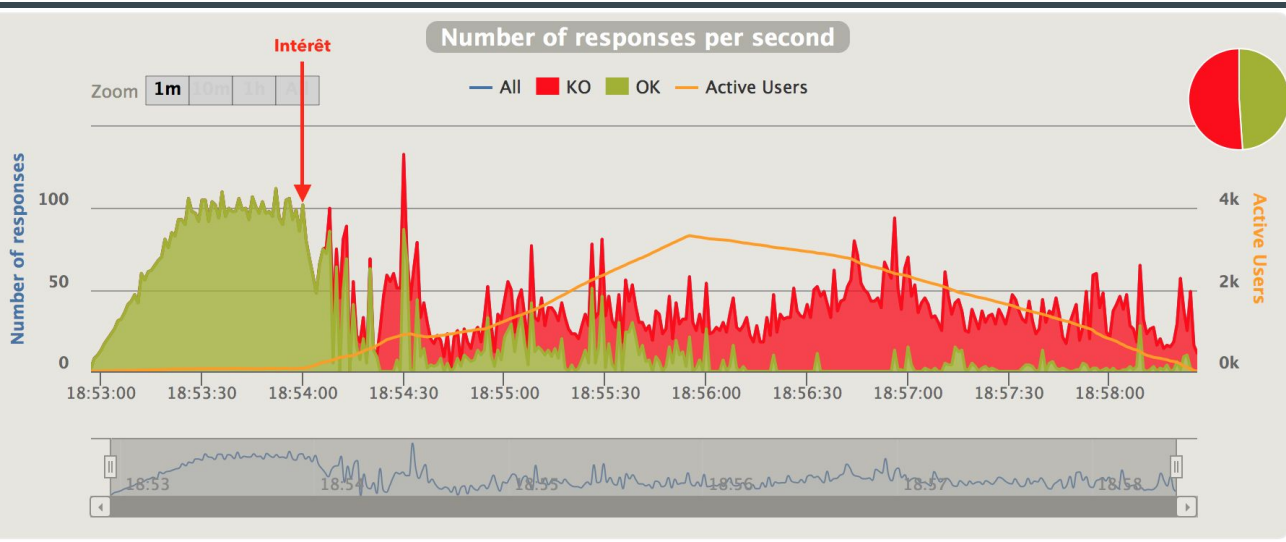 Number of responses per second
Intérêt
Zoom 1m 10m 1h All
All KO OK Active Users
Number of responses
100
50
0
4k
2k
0k
Active Users
18:53:00 18:53:30 18:54:00 18:54:30 18:55:00 18:55:30 18:56:00 18:56:30 18:57:00 18:57:30 18:58:00
18:53 18:54 18:55 18:56 18:57 18:58